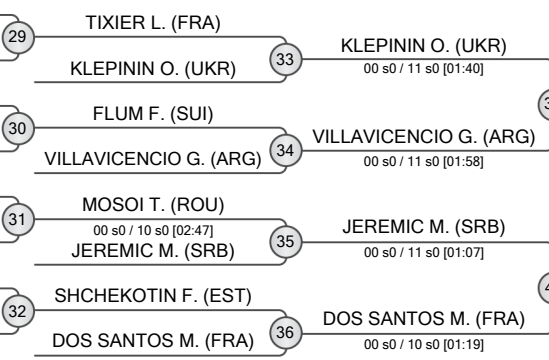 29
TIXIER L. (FRA)
KLEPININ O. (UKR)
33
KLEPININ O. (UKR)
00 s0 / 11 s0 [01:40]
30
FLUM F. (SUI)
VILLAVICENCIO G. (ARG)
34
VILLAVICENCIO G. (ARG)
00 s0 / 11 s0 [01:58]
31
MOSOI T. (ROU)
00 s0 / 10 s0 [02:47]
JEREMIC M. (SRB)
35
JEREMIC M. (SRB)
00 s0 / 11 s0 [01:07]
32
SHCHEKOTIN F. (EST)
DOS SANTOS M. (FRA)
36
DOS SANTOS M. (FRA)
00 s0 / 10 s0 [01:19]